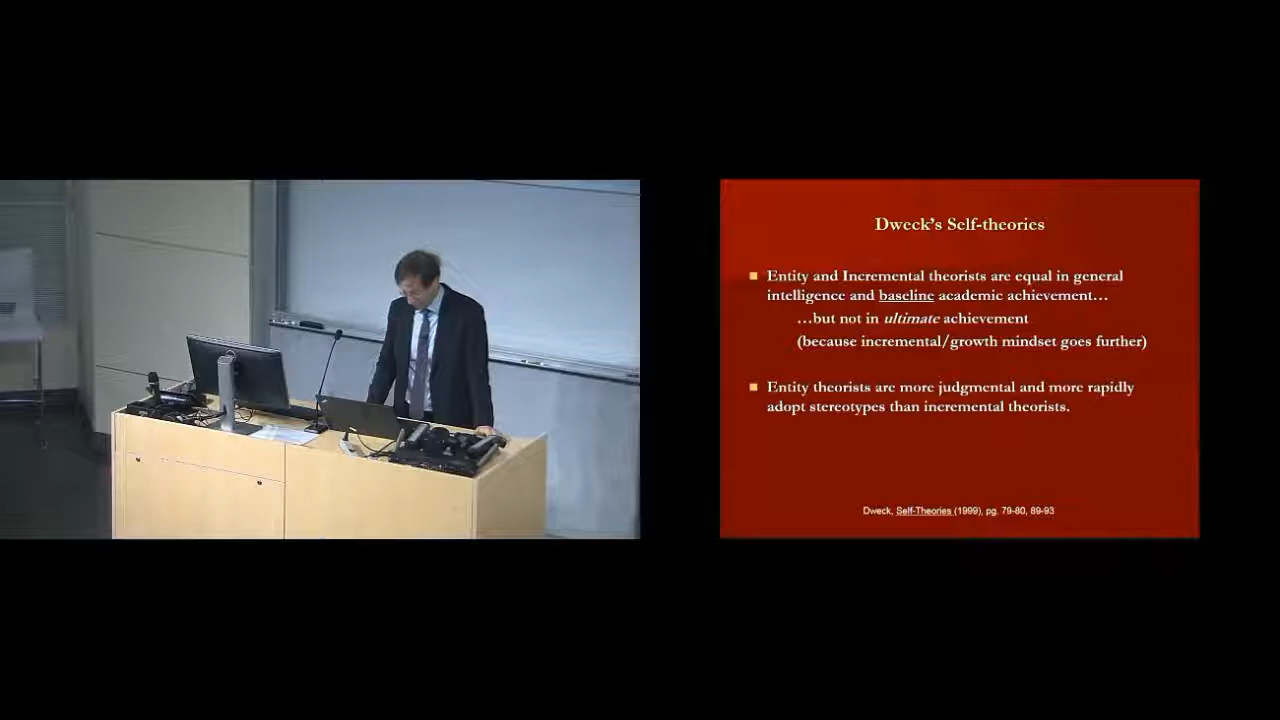 Dweck's Self-theories
Entity and Incremental theorists are equal in general
intelligence and baseline academic achievement…
…but not in ultimate achievement
(because incremental/growth mindset goes further)
Entity theorists are more judgmental and more rapidly
adopt stereotypes than incremental theorists.
Dweck, Self-Theories (1999), pg. 79-80, 89-93